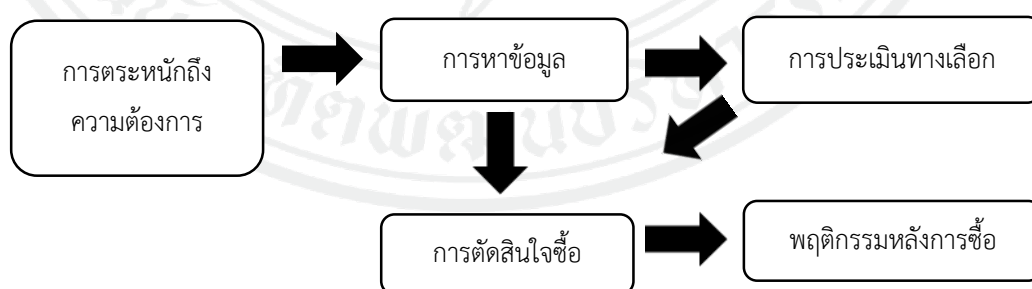 การตระหนักถึง
ความต้องการ
การหาข้อมูล
การประเมินทางเลือก
การตัดสินใจซื้อ
พฤติกรรมหลังการซื้อ